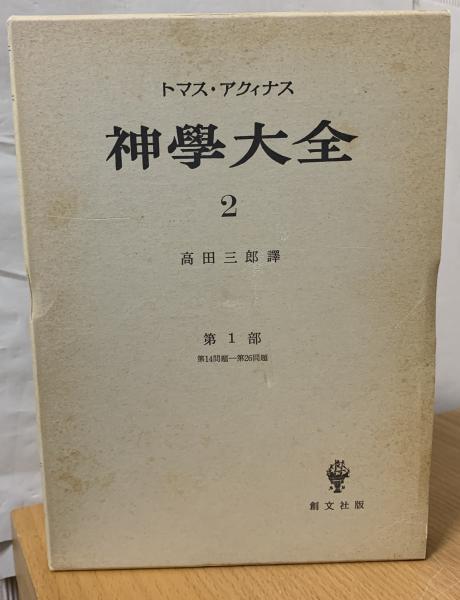 トマス・アクィナス
神學大全
2
高田三郎譯
第1部
第14問題―第26問題
創文社版